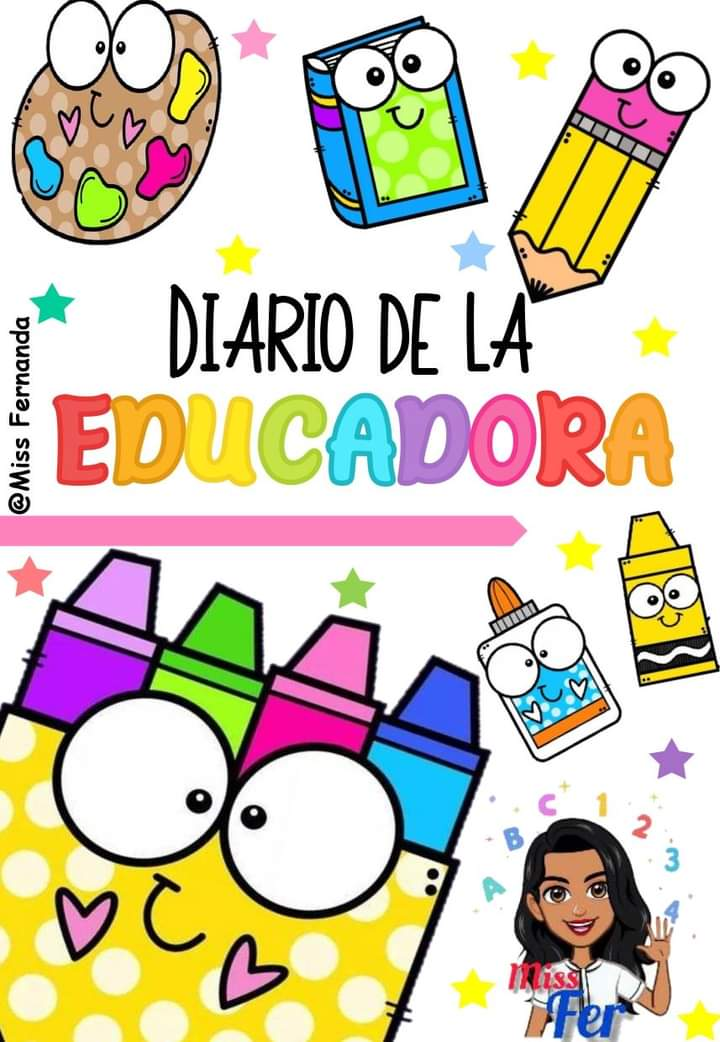 DIARIO DE LA
EDUCADORA
@Miss Fernanda
A B C 1 2 3 4
Miss
Fer